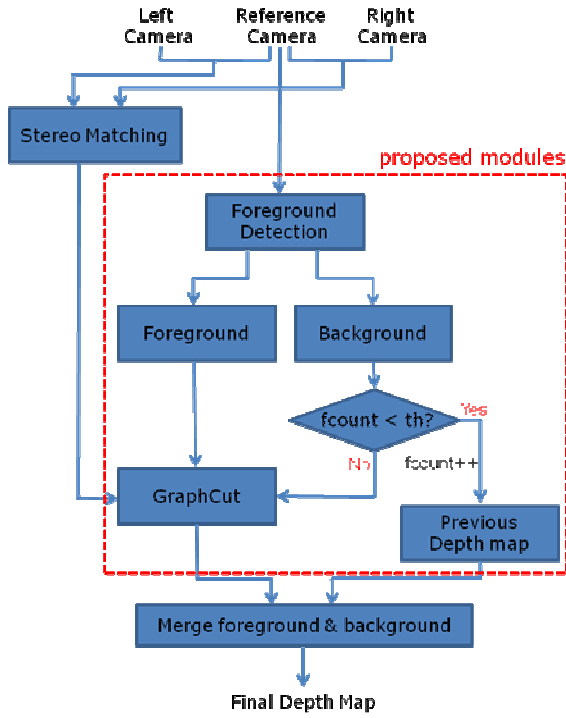 Left Camera
Reference Camera
Right Camera
Stereo Matching
proposed modules
Foreground Detection
Foreground
Background
fcount < th?
Yes
No
fcount++
GraphCut
Previous Depth map
Merge foreground & background
Final Depth Map